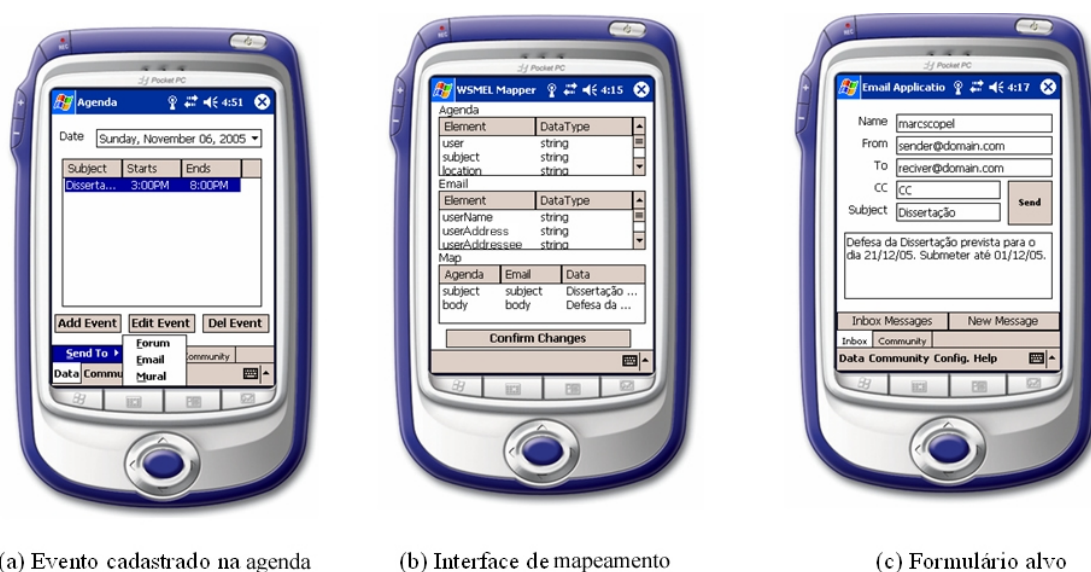 Pocket PC
Agenda 4:51
Date Sunday, November 06, 2005
Subject Starts Ends
Disserta... 3:00PM 8:00PM
Add Event Edit Event Del Event
Send To
Forum
Email
Mural
ommunity
Data Commu
(a) Evento cadastrado na agenda
Pocket PC
WSMEL Mapper 4:15
Agenda
Element DataType
user string
subject string
location string
Email
Element DataType
userName string
userAddress string
userAddressee string
Map
Agenda Email Data
subject subject Dissertação ...
body body Defesa da ...
Confirm Changes
(b) Interface de mapeamento
Pocket PC
Email Applicatio 4:17
Name marcscopel
From sender@domain.com
To reciver@domain.com
CC CC
Send
Subject Dissertação
Defesa da Dissertação prevista para o
dia 21/12/05. Submeter até 01/12/05.
Inbox Messages New Message
Inbox Community
Data Community Config. Help
(c) Formulário alvo